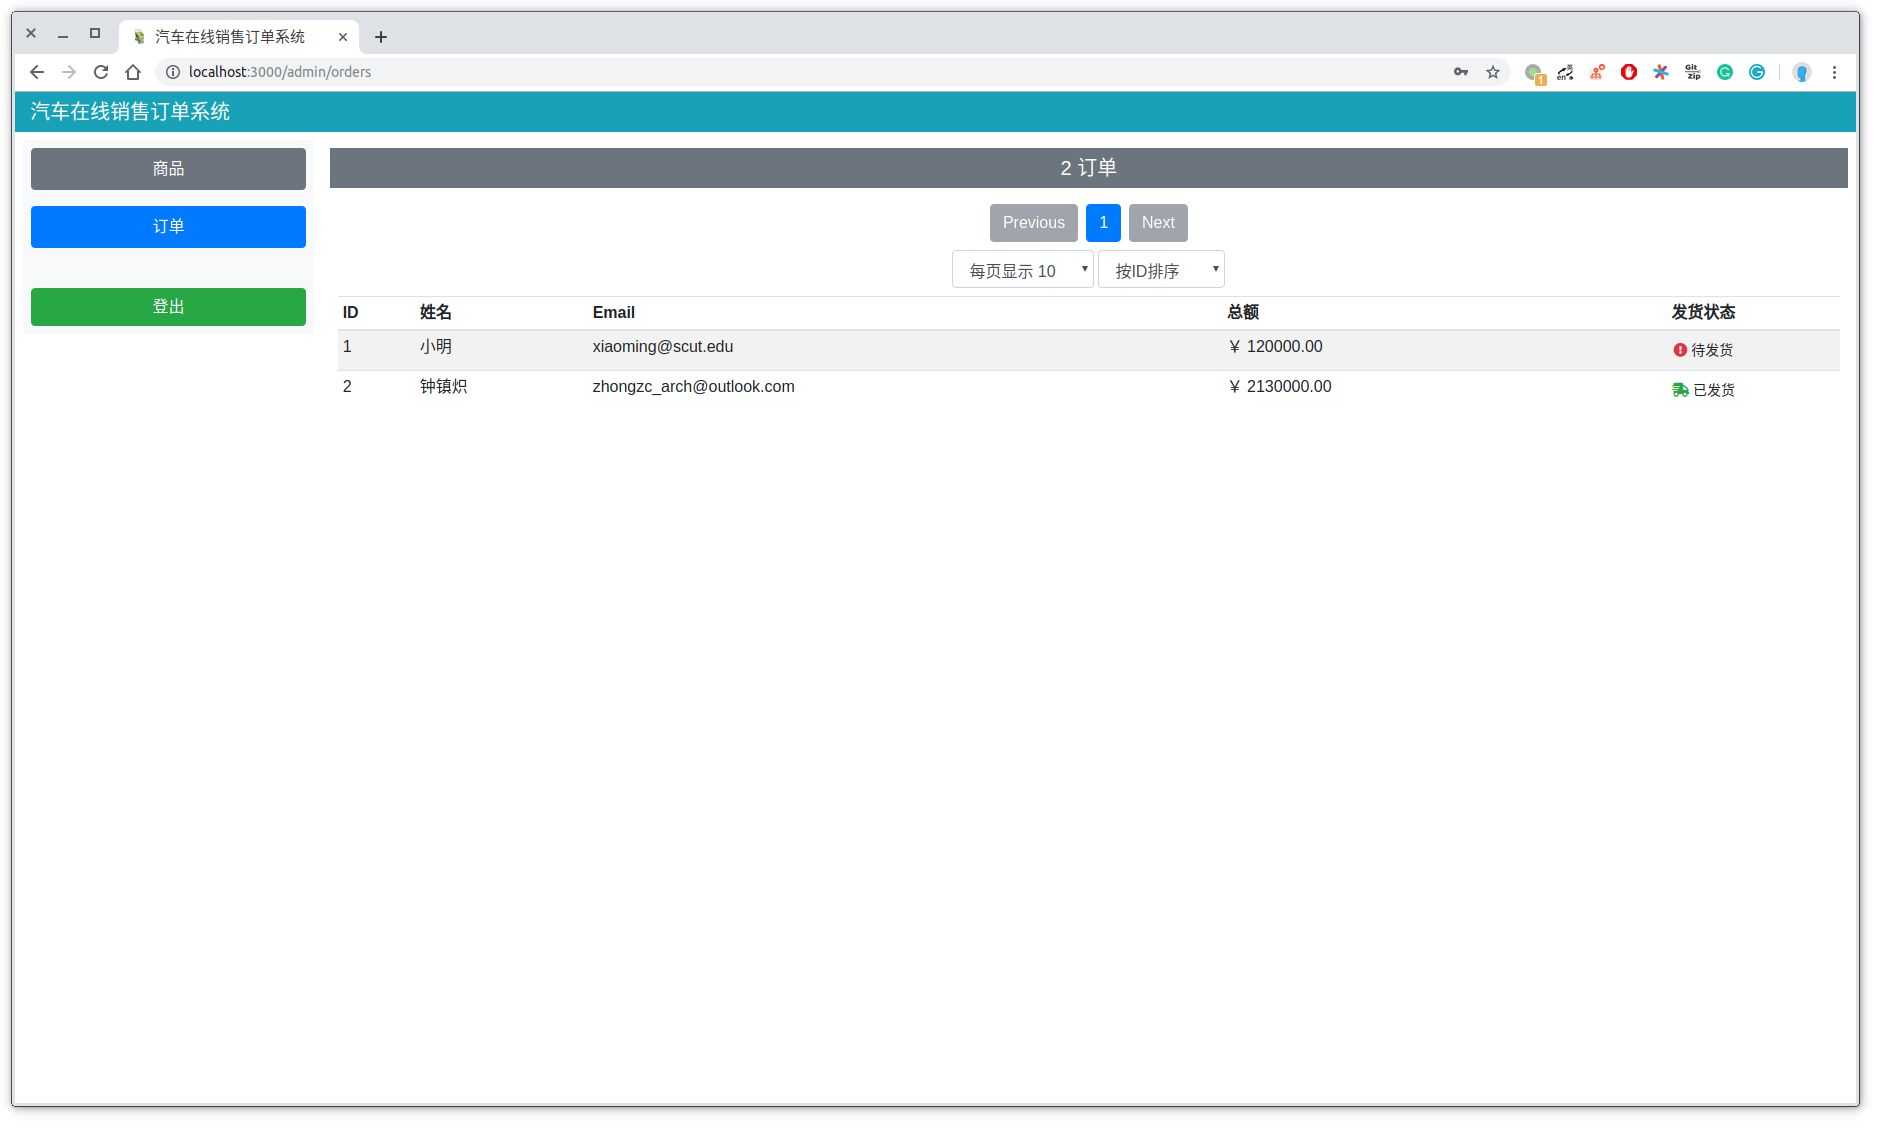 汽车在线销售订单系统
localhost:3000/admin/orders
1
Git
Zip
汽车在线销售订单系统
商品
订单
登出
2 订单
Previous 1 Next
每页显示 10 按ID排序
ID 姓名 Email 总额 发货状态
1 小明 xiaoming@scut.edu ¥ 120000.00 待发货
2 钟镇炽 zhongzc_arch@outlook.com ¥ 2130000.00 已发货